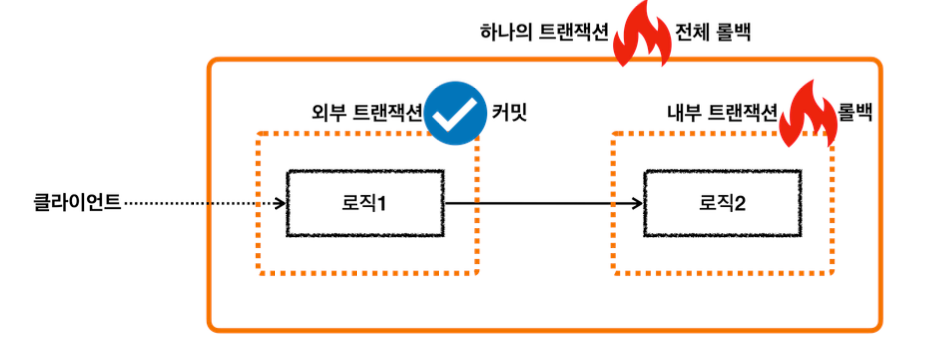 하나의 트랜잭션 전체 롤백
외부 트랜잭션 커밋
내부 트랜잭션 롤백
클라이언트
로직1
로직2